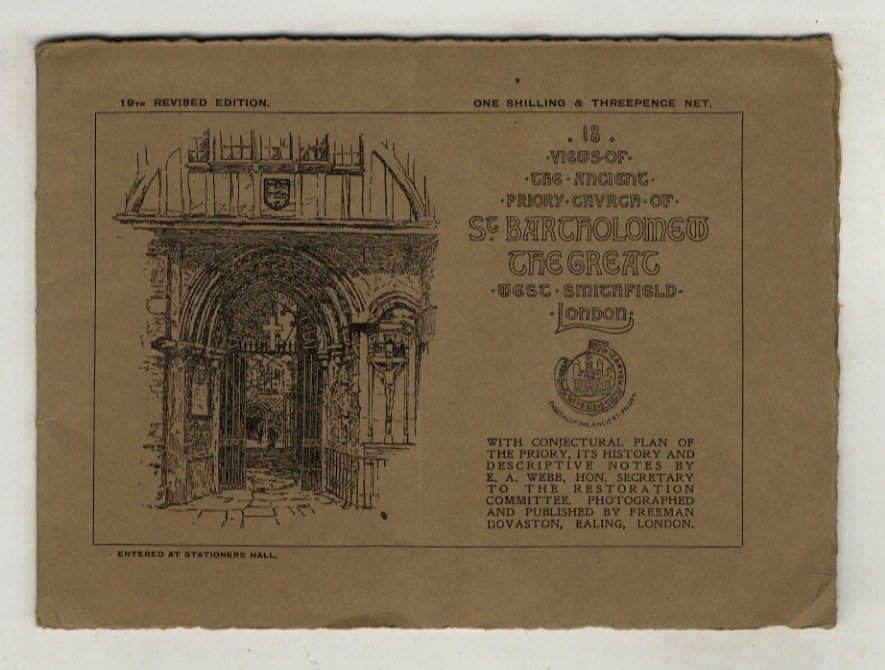 19TH REVISED EDITION.
ONE SHILLING & THREEPENCE NET.
. 18 .
·VIEWS·OF·
·THE·ANCIENT·
·PRIORY·CHVRCH·OF·
ST. BARTHOLOMEW
THE GREAT
·WEST·SMITHFIELD·
·LONDON·
WITH CONJECTURAL PLAN OF
THE PRIORY, ITS HISTORY AND
DESCRIPTIVE NOTES BY
E. A. WEBB, HON. SECRETARY
TO THE RESTORATION
COMMITTEE. PHOTOGRAPHED
AND PUBLISHED BY FREEMAN
DOVASTON, EALING, LONDON.
ENTERED AT STATIONERS HALL.